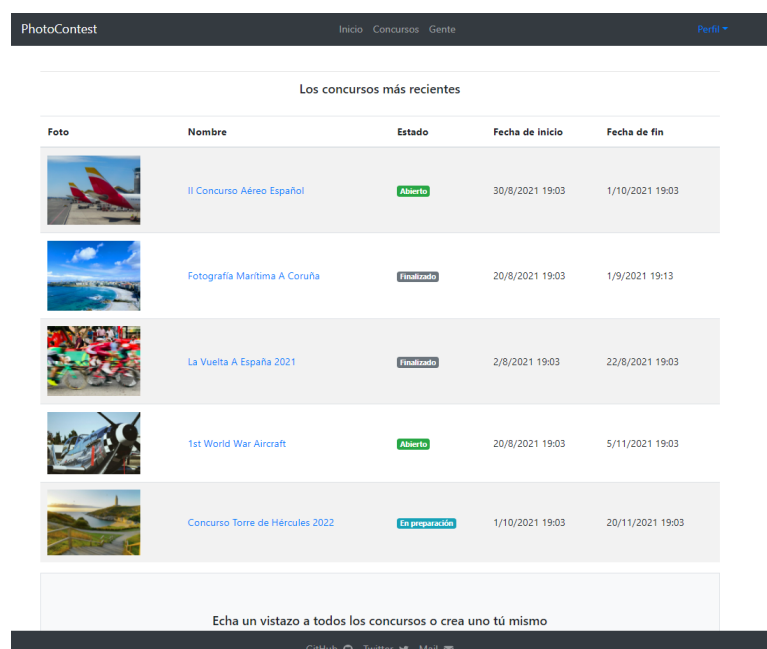 PhotoContest Inicio Concursos Gente Perfil
Los concursos más recientes
Foto Nombre Estado Fecha de inicio Fecha de fin
II Concurso Aéreo Español Abierto 30/8/2021 19:03 1/10/2021 19:03
Fotografía Marítima A Coruña Finalizado 20/8/2021 19:03 1/9/2021 19:13
La Vuelta A España 2021 Finalizado 2/8/2021 19:03 22/8/2021 19:03
1st World War Aircraft Abierto 20/8/2021 19:03 5/11/2021 19:03
Concurso Torre de Hércules 2022 En preparación 1/10/2021 19:03 20/11/2021 19:03
Echa un vistazo a todos los concursos o crea uno tú mismo
GitHub Twitter Mail